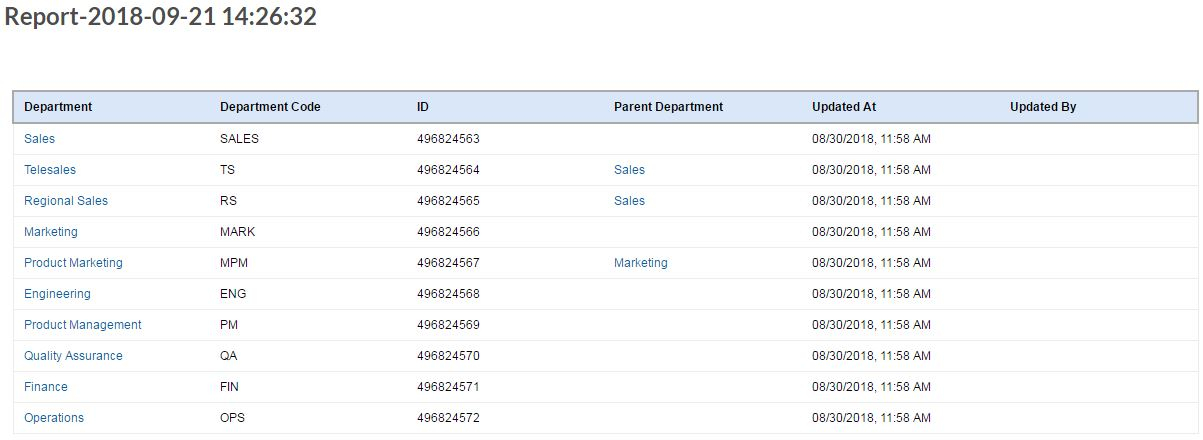 Report-2018-09-21 14:26:32
Department Department Code ID Parent Department Updated At Updated By
Sales SALES 496824563 08/30/2018, 11:58 AM
Telesales TS 496824564 Sales 08/30/2018, 11:58 AM
Regional Sales RS 496824565 Sales 08/30/2018, 11:58 AM
Marketing MARK 496824566 08/30/2018, 11:58 AM
Product Marketing MPM 496824567 Marketing 08/30/2018, 11:58 AM
Engineering ENG 496824568 08/30/2018, 11:58 AM
Product Management PM 496824569 08/30/2018, 11:58 AM
Quality Assurance QA 496824570 08/30/2018, 11:58 AM
Finance FIN 496824571 08/30/2018, 11:58 AM
Operations OPS 496824572 08/30/2018, 11:58 AM